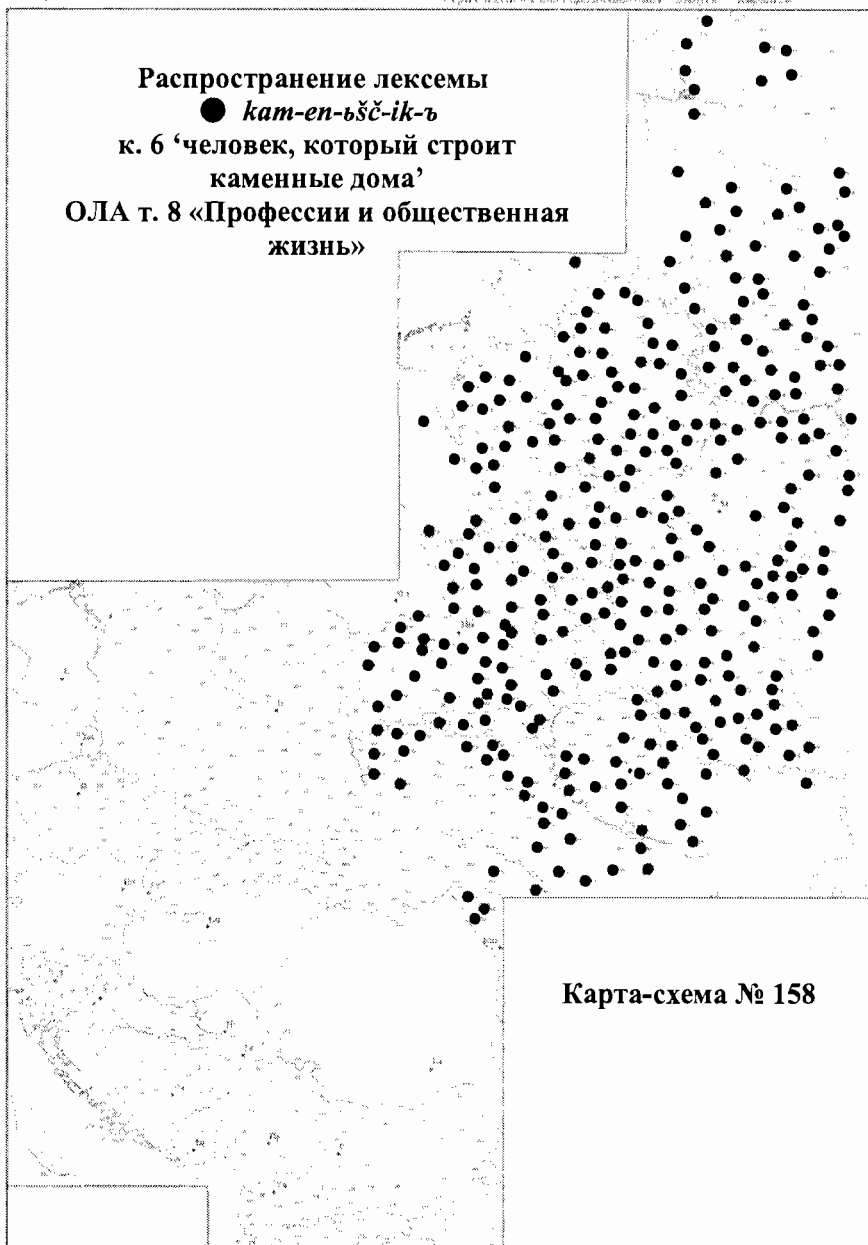 Распространение лексемы
● kam-en-ьšč-ik-ъ
к. 6 ‘человек, который строит
каменные дома’
ОЛА т. 8 «Профессии и общественная
жизнь»
Карта-схема № 158